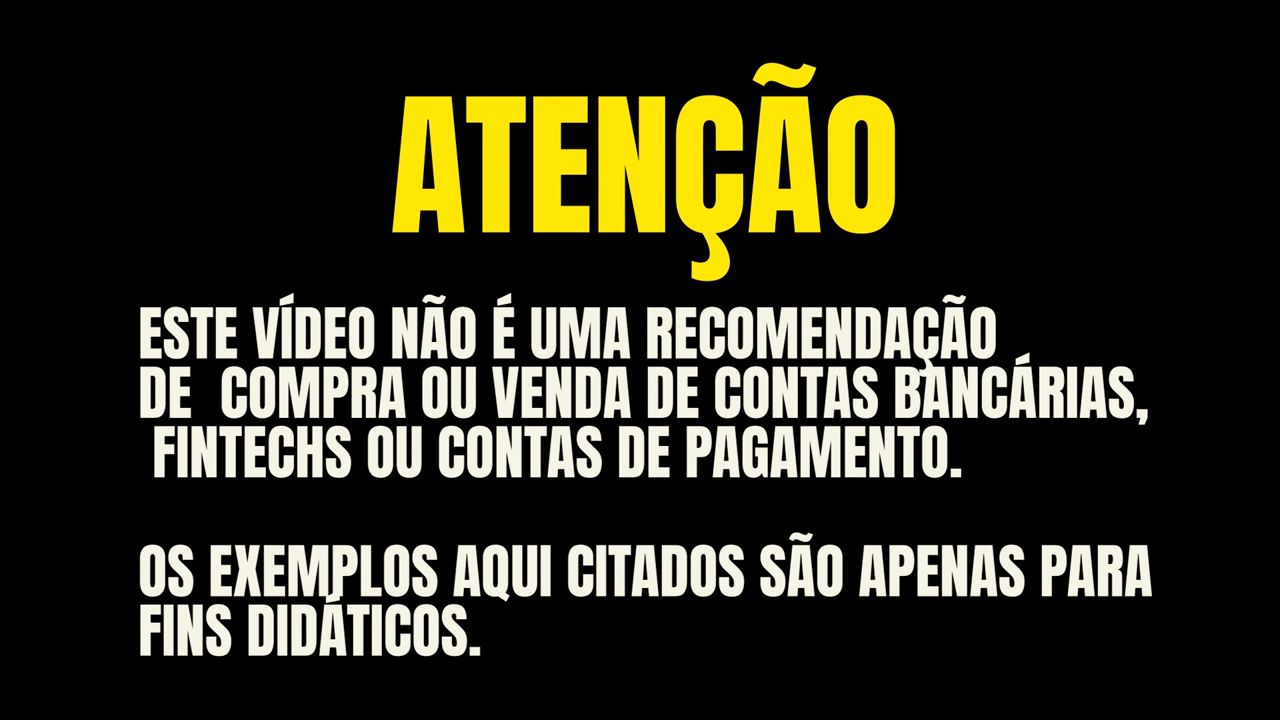 ATENÇÃO
ESTE VÍDEO NÃO É UMA RECOMENDAÇÃO
DE COMPRA OU VENDA DE CONTAS BANCÁRIAS,
FINTECHS OU CONTAS DE PAGAMENTO.
OS EXEMPLOS AQUI CITADOS SÃO APENAS PARA
FINS DIDÁTICOS.